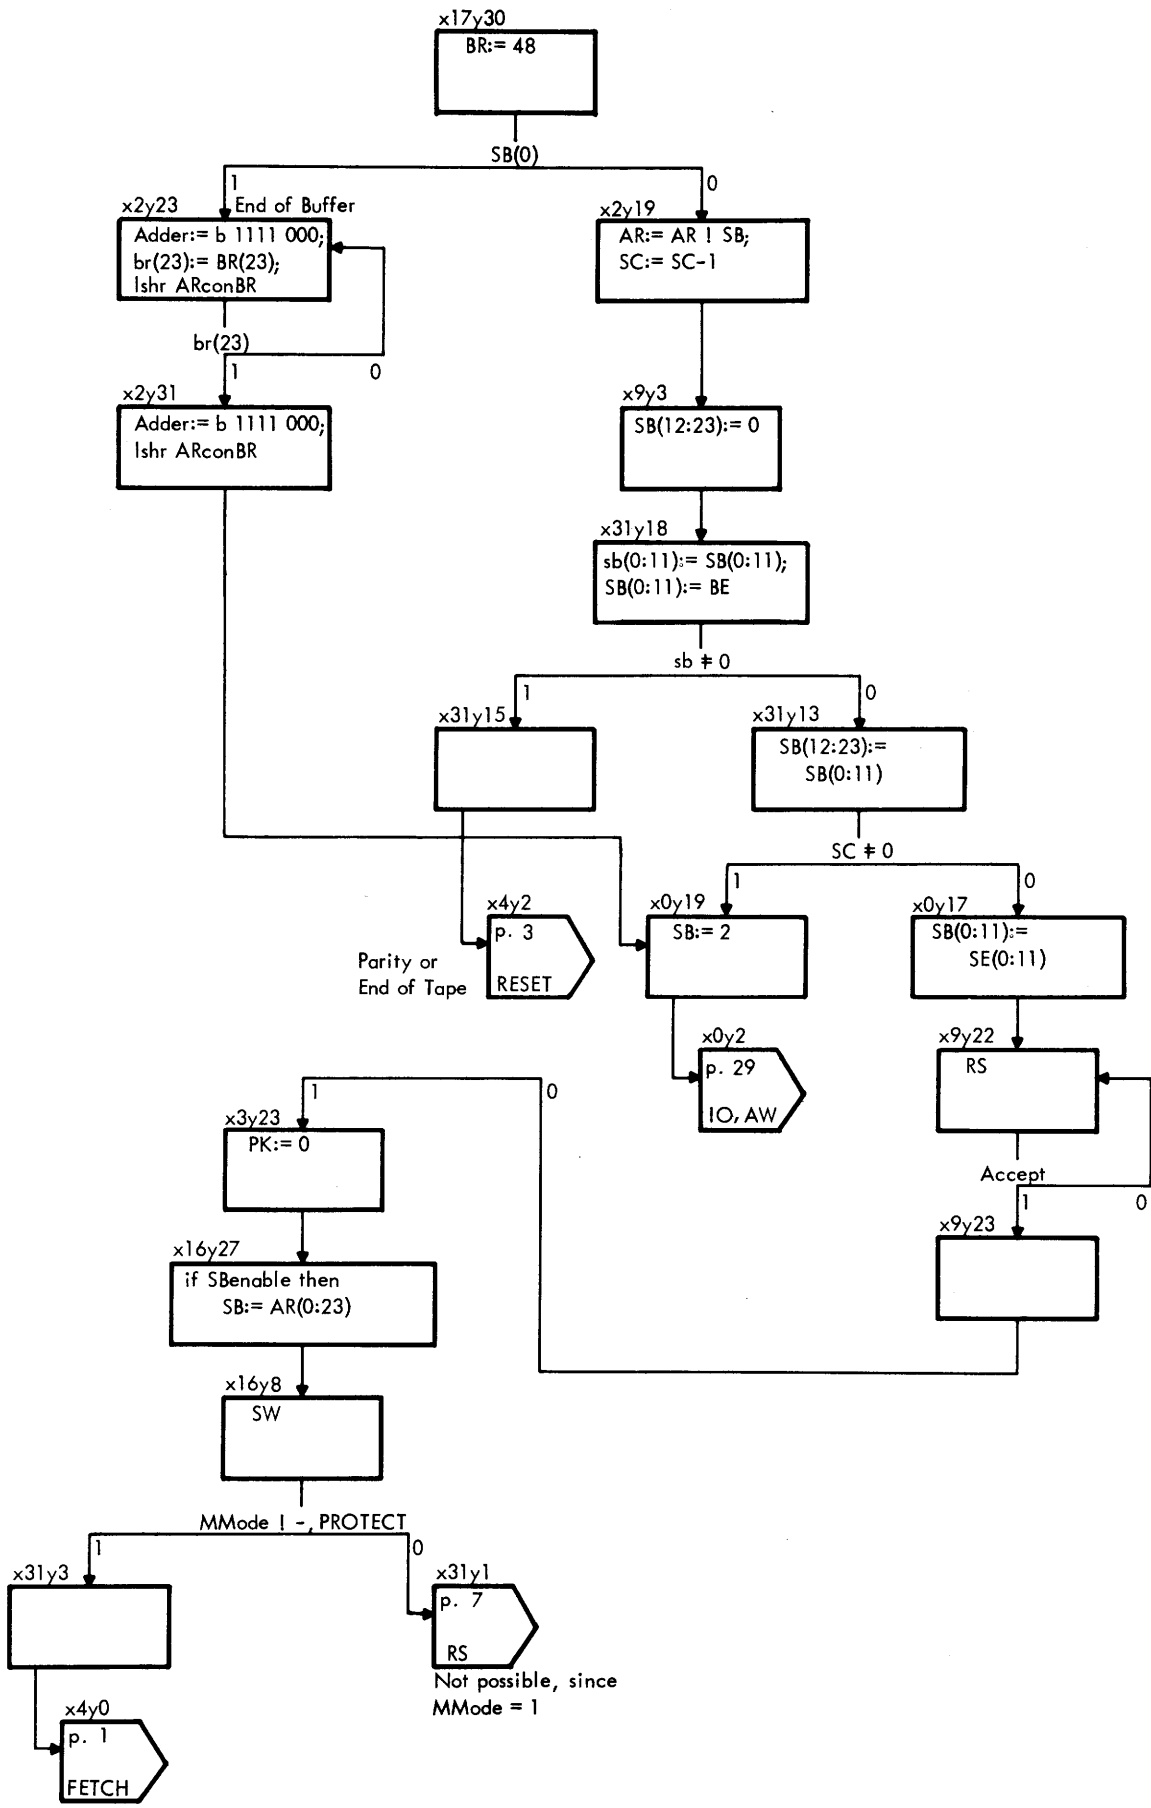 x17y30
BR:= 48
SB(0)
1
0
End of Buffer
x2y23
Adder:= b 1111 000;
br(23):= BR(23);
lshr ARconBR
x2y19
AR:= AR ! SB;
SC:= SC-1
br(23)
1
0
x2y31
Adder:= b 1111 000;
lshr ARconBR
x9y3
SB(12:23):= 0
x31y18
sb(0:11):= SB(0:11);
SB(0:11):= BE
sb ≠ 0
1
0
x31y15
x31y13
SB(12:23):=
SB(0:11)
SC ≠ 0
1
0
x4y2
p. 3
RESET
Parity or
End of Tape
x0y19
SB:= 2
x0y17
SB(0:11):=
SE(0:11)
x0y2
p. 29
IO, AW
x9y22
RS
Accept
1
0
x9y23
1
0
x3y23
PK:= 0
x16y27
if SBenable then
SB:= AR(0:23)
x16y8
SW
MMode ! -, PROTECT
1
0
x31y3
x31y1
p. 7
RS
Not possible, since
MMode = 1
x4y0
p. 1
FETCH